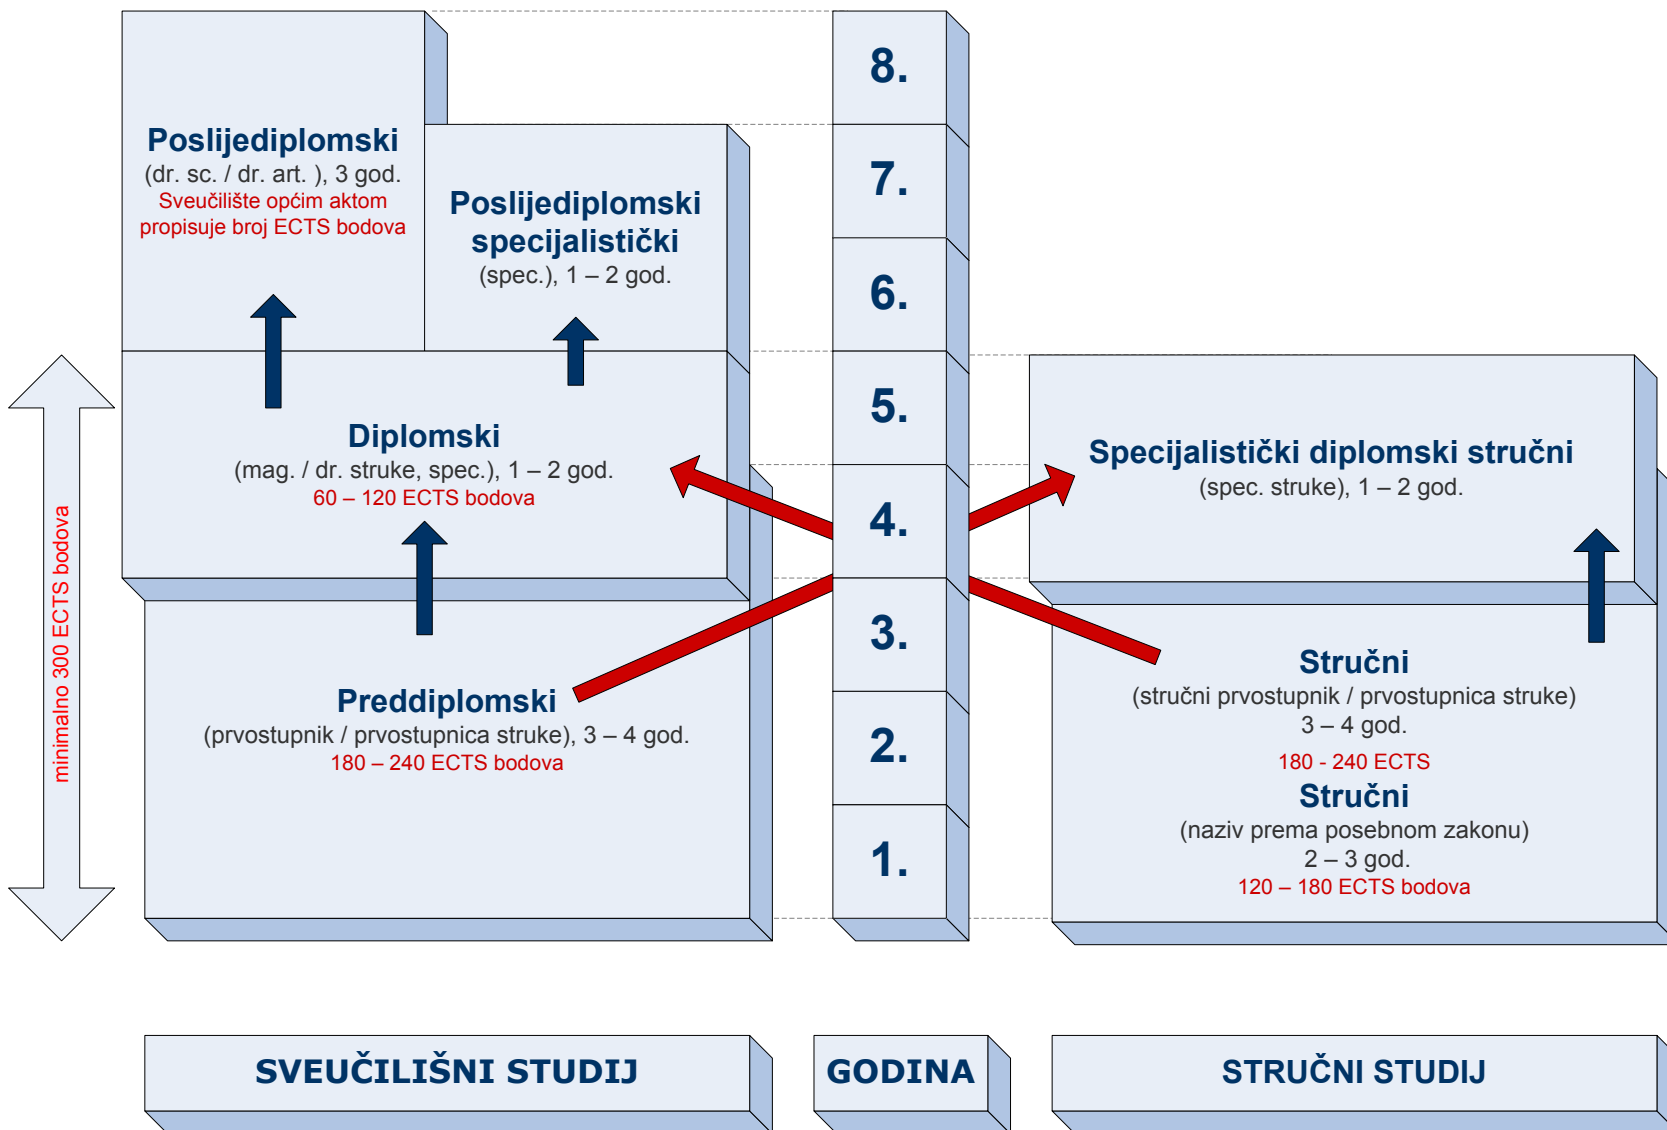 Poslijediplomski
(dr. sc. / dr. art. ), 3 god.
Sveučilište općim aktom
propisuje broj ECTS bodova
Poslijediplomski
specijalistički
(spec.), 1 – 2 god.
Diplomski
(mag. / dr. struke, spec.), 1 – 2 god.
60 – 120 ECTS bodova
Preddiplomski
(prvostupnik / prvostupnica struke), 3 – 4 god.
180 – 240 ECTS bodova
minimalno 300 ECTS bodova
8.
7.
6.
5.
4.
3.
2.
1.
Specijalistički diplomski stručni
(spec. struke), 1 – 2 god.
Stručni
(stručni prvostupnik / prvostupnica struke)
3 – 4 god.
180 - 240 ECTS
Stručni
(naziv prema posebnom zakonu)
2 – 3 god.
120 – 180 ECTS bodova
SVEUČILIŠNI STUDIJ
GODINA
STRUČNI STUDIJ